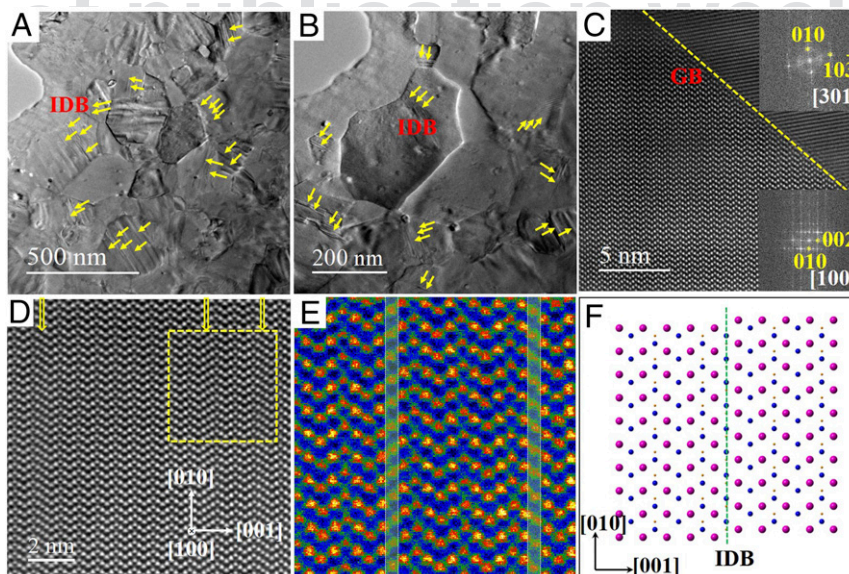 A
IDB
500 nm
B
IDB
200 nm
C
GB
010
103
[301]
002
010
[100]
5 nm
D
[010]
[001]
[100]
2 nm
E
F
[010]
[001]
IDB